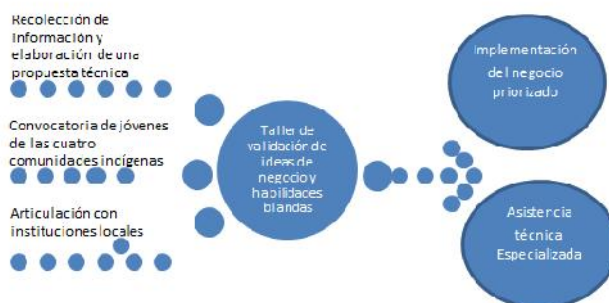 Recolección de
Información y
elaboración de una
propuesta técnica
Convocatoria de jóvenes
de las cuatro
comunidades indígenas
Articulación con
instituciones locales
Taller de
validación de
ideas de
negocio y
habilidades
blandas
Implementación
del negocio
priorizado
Asistencia
técnica
Especializada